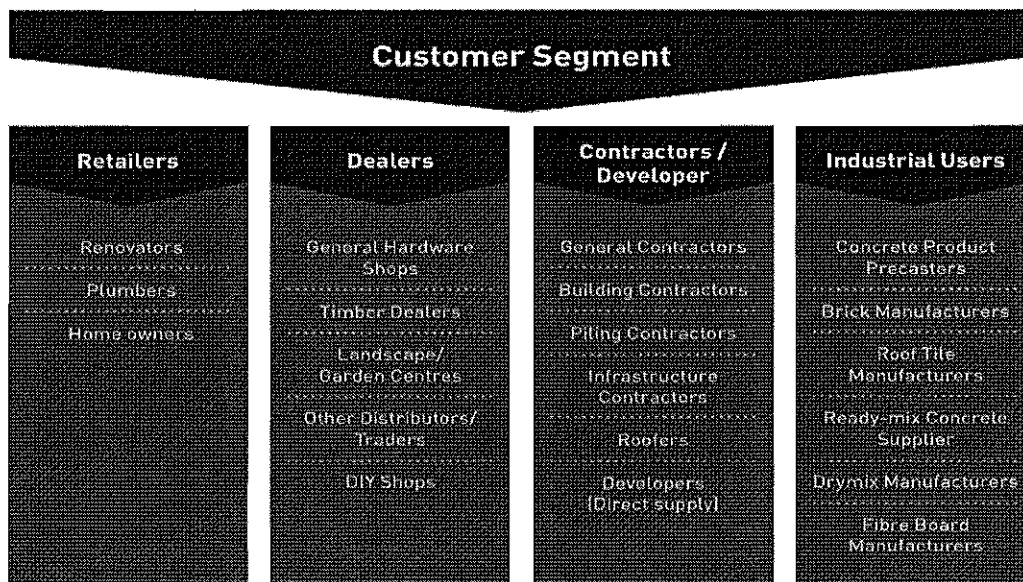 Customer Segment
Retailers
Renovators
Plumbers
Home owners
Dealers
General Hardware
Shops
Timber Dealers
Landscape/
Garden Centres
Other Distributors/
Traders
DIY Shops
Contractors /
Developer
General Contractors
Building Contractors
Piling Contractors
Infrastructure
Contractors
Roofers
Developers
(Direct supply)
Industrial Users
Concrete Product
Precasters
Brick Manufacturers
Roof Tile
Manufacturers
Ready-mix Concrete
Supplier
Drymix Manufacturers
Fibre Board
Manufacturers